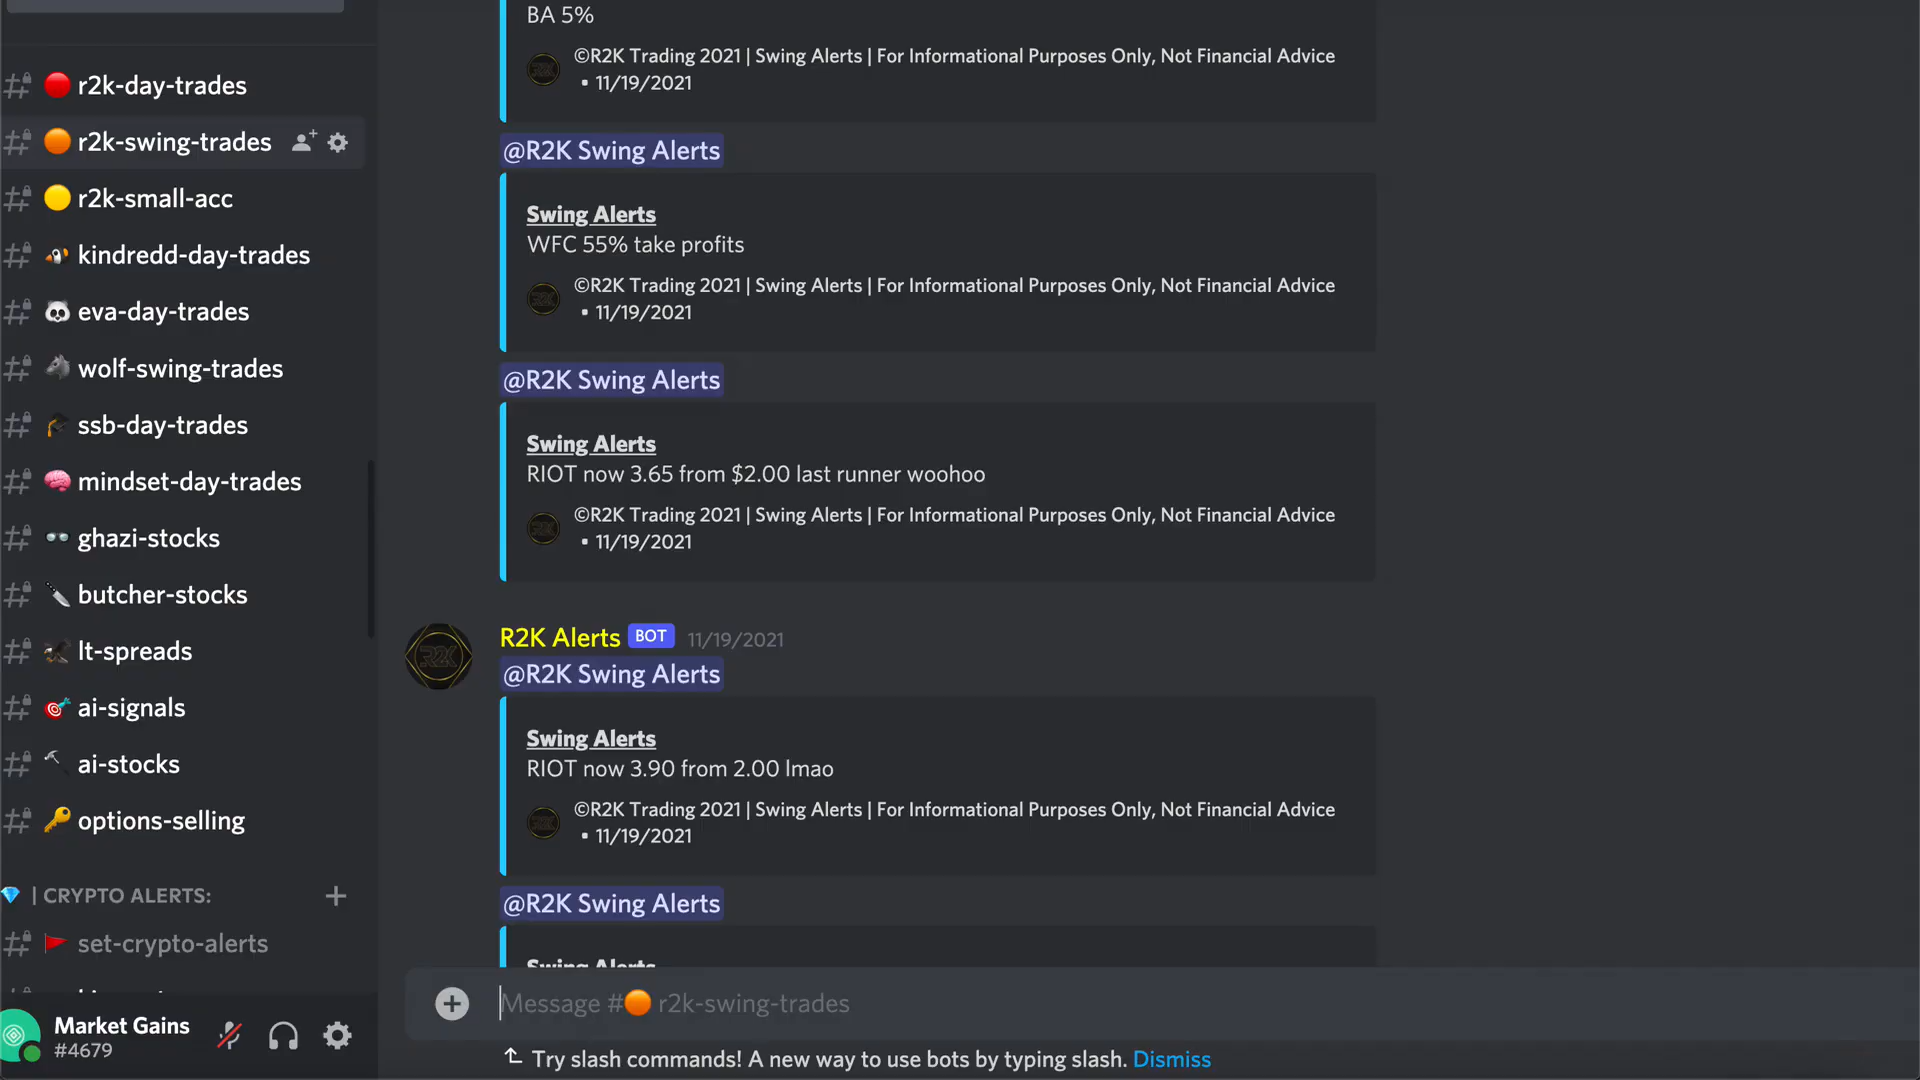 r2k-day-trades
r2k-swing-trades
r2k-small-acc
kindredd-day-trades
eva-day-trades
wolf-swing-trades
ssb-day-trades
mindset-day-trades
ghazi-stocks
butcher-stocks
lt-spreads
ai-signals
ai-stocks
options-selling
| CRYPTO ALERTS:
set-crypto-alerts
Market Gains
#4679
BA 5%
©R2K Trading 2021 | Swing Alerts | For Informational Purposes Only, Not Financial Advice
• 11/19/2021
@R2K Swing Alerts
Swing Alerts
WFC 55% take profits
©R2K Trading 2021 | Swing Alerts | For Informational Purposes Only, Not Financial Advice
• 11/19/2021
@R2K Swing Alerts
Swing Alerts
RIOT now 3.65 from $2.00 last runner woohoo
©R2K Trading 2021 | Swing Alerts | For Informational Purposes Only, Not Financial Advice
• 11/19/2021
R2K Alerts BOT 11/19/2021
@R2K Swing Alerts
Swing Alerts
RIOT now 3.90 from 2.00 lmao
©R2K Trading 2021 | Swing Alerts | For Informational Purposes Only, Not Financial Advice
• 11/19/2021
@R2K Swing Alerts
Swing Alerts
Message # r2k-swing-trades
Try slash commands! A new way to use bots by typing slash. Dismiss